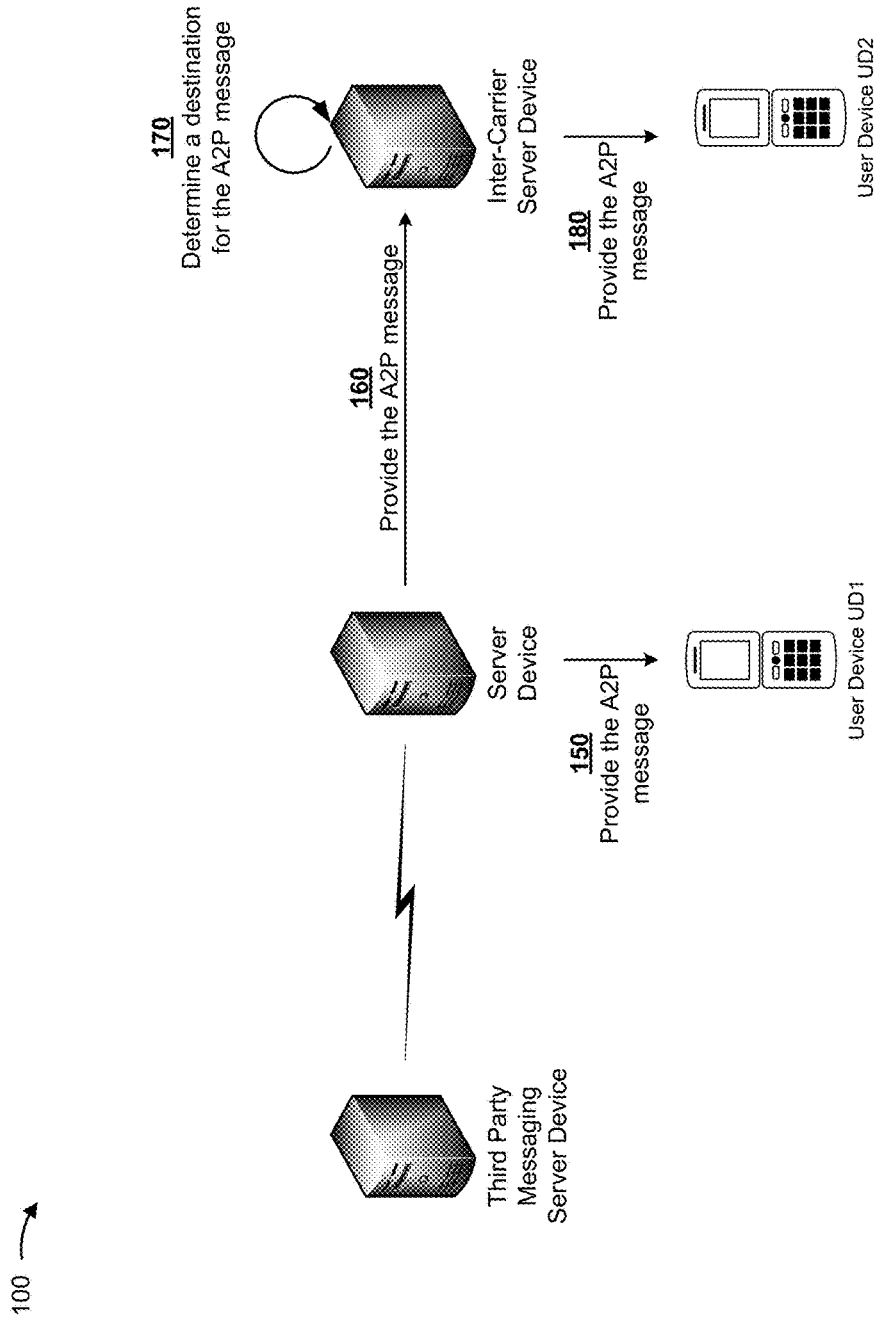 100
170
Determine a destination
for the A2P message
160
Provide the A2P message
Third Party
Messaging
Server Device
Server
Device
Inter-Carrier
Server Device
150
Provide the A2P
message
180
Provide the A2P
message
User Device UD1
User Device UD2